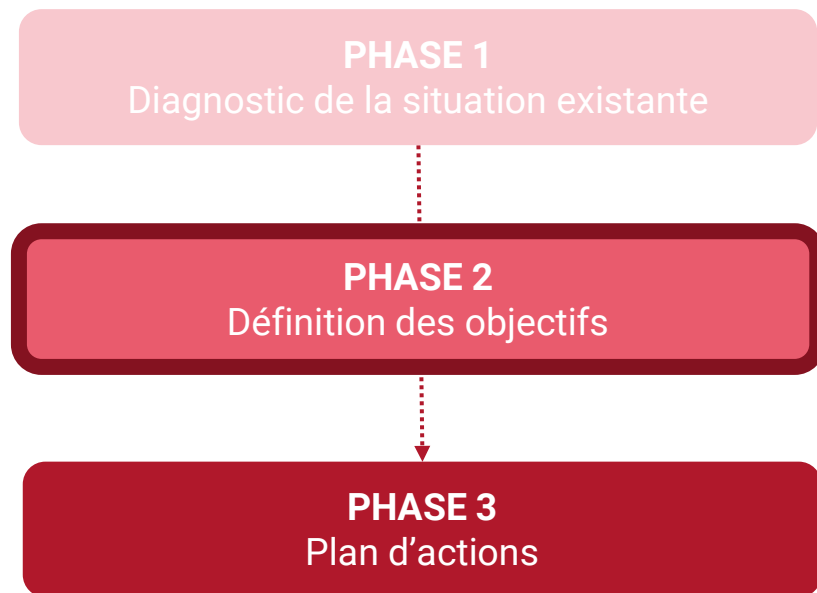 PHASE 1
Diagnostic de la situation existante
PHASE 2
Définition des objectifs
PHASE 3
Plan d’actions